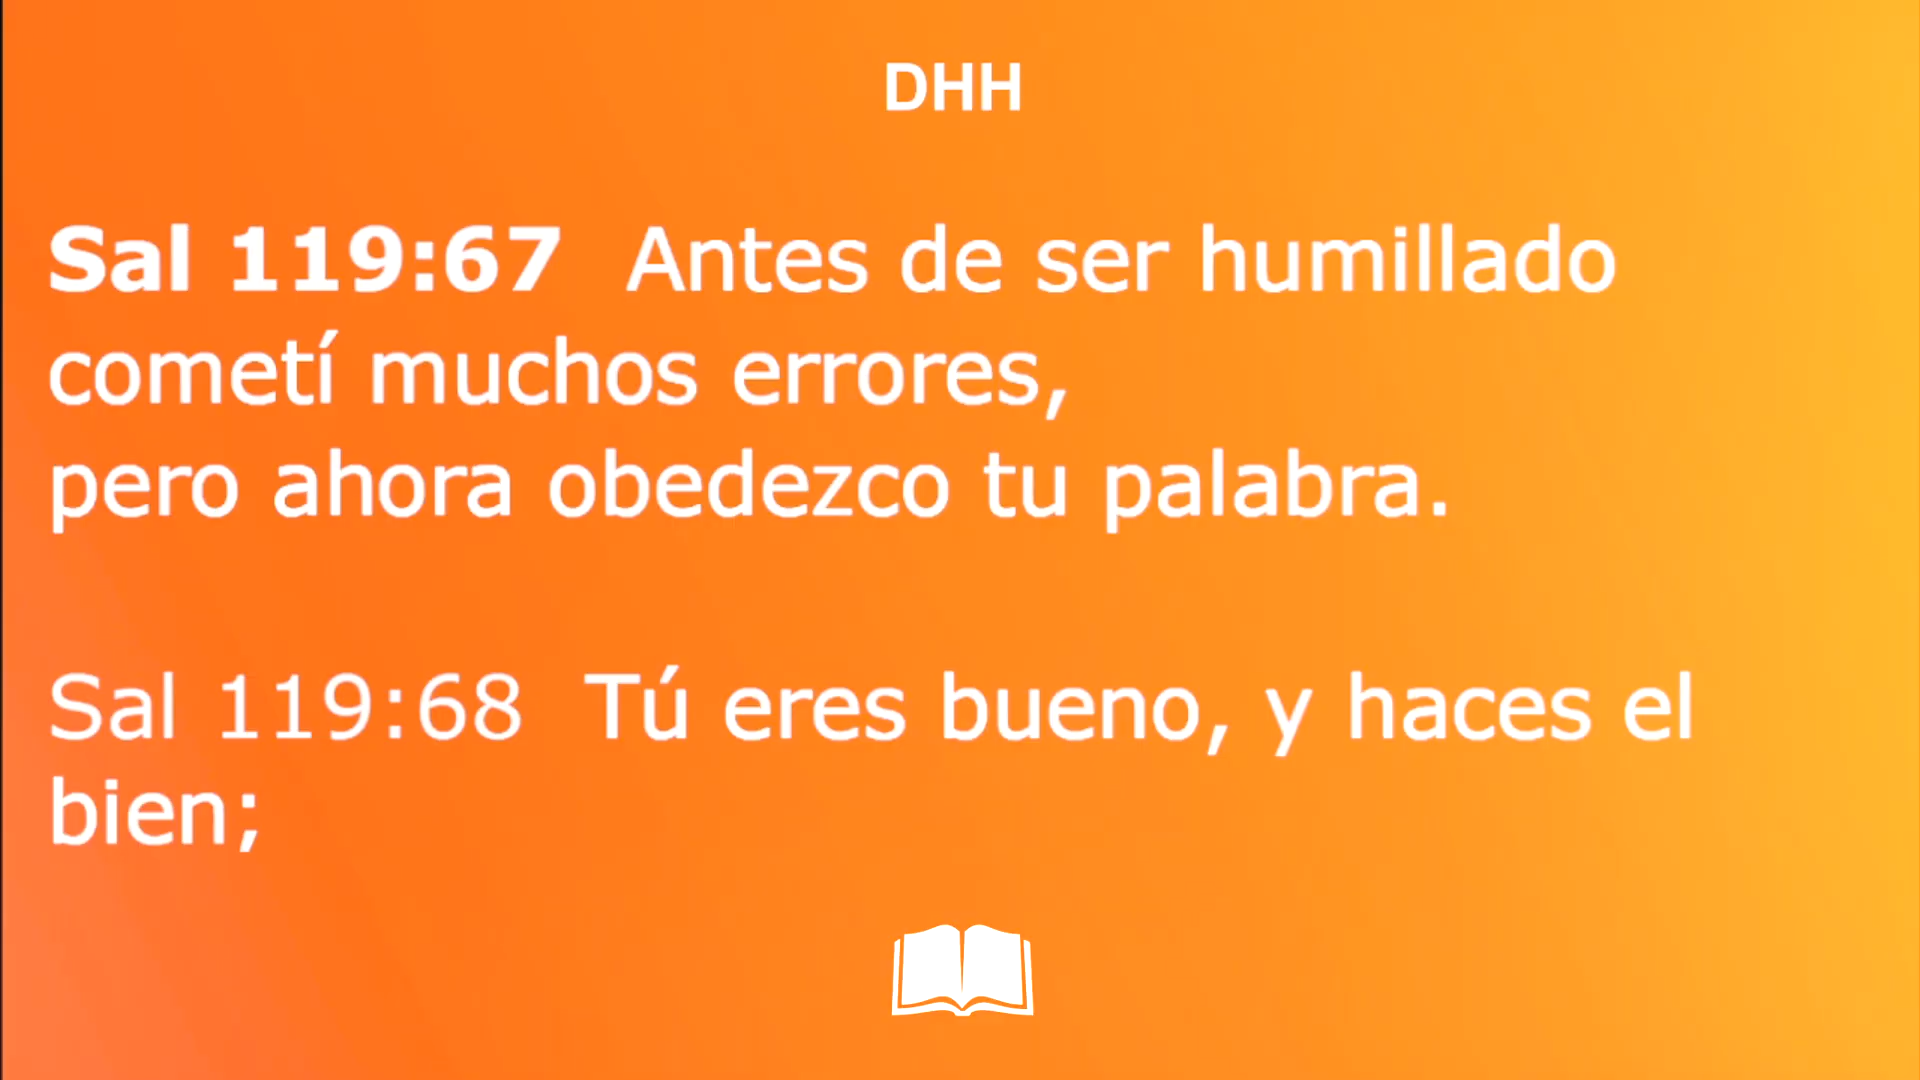 DHH
Sal 119:67  Antes de ser humillado
cometí muchos errores,
pero ahora obedezco tu palabra.
Sal 119:68  Tú eres bueno, y haces el
bien;